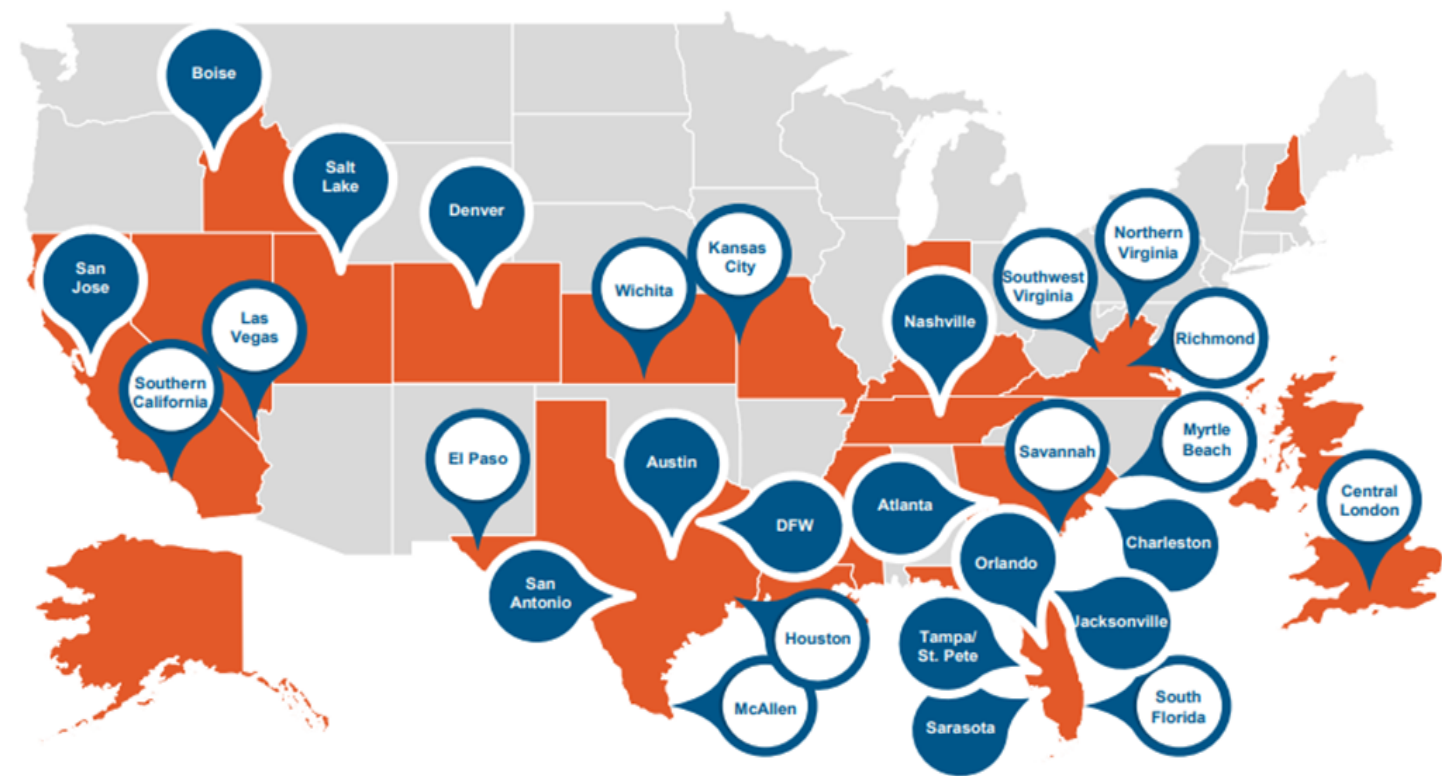 Boise
Salt
Lake
Denver
San
Jose
Las
Vegas
Southern
California
Wichita
Kansas
City
Nashville
Southwest
Virginia
Northern
Virginia
Richmond
El Paso
Austin
DFW
San
Antonio
Houston
McAllen
Atlanta
Savannah
Myrtle
Beach
Charleston
Orlando
Jacksonville
Tampa/
St. Pete
Sarasota
South
Florida
Central
London